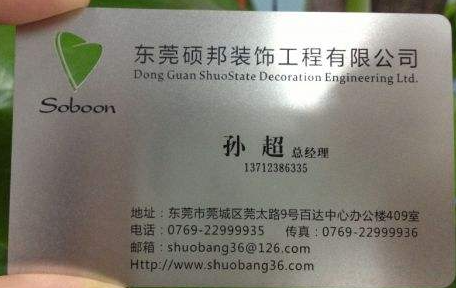 东莞硕邦装饰工程有限公司
Dong Guan ShuoState Decoration Engineering Ltd.
Soboon
孙 超 总经理
13712386335
地址：东莞市莞城区莞太路9号百达中心办公楼409室
电话：0769-22999935 传真：0769-22999936
邮箱：shuobang36@126.com
Http://www.shuobang36.com